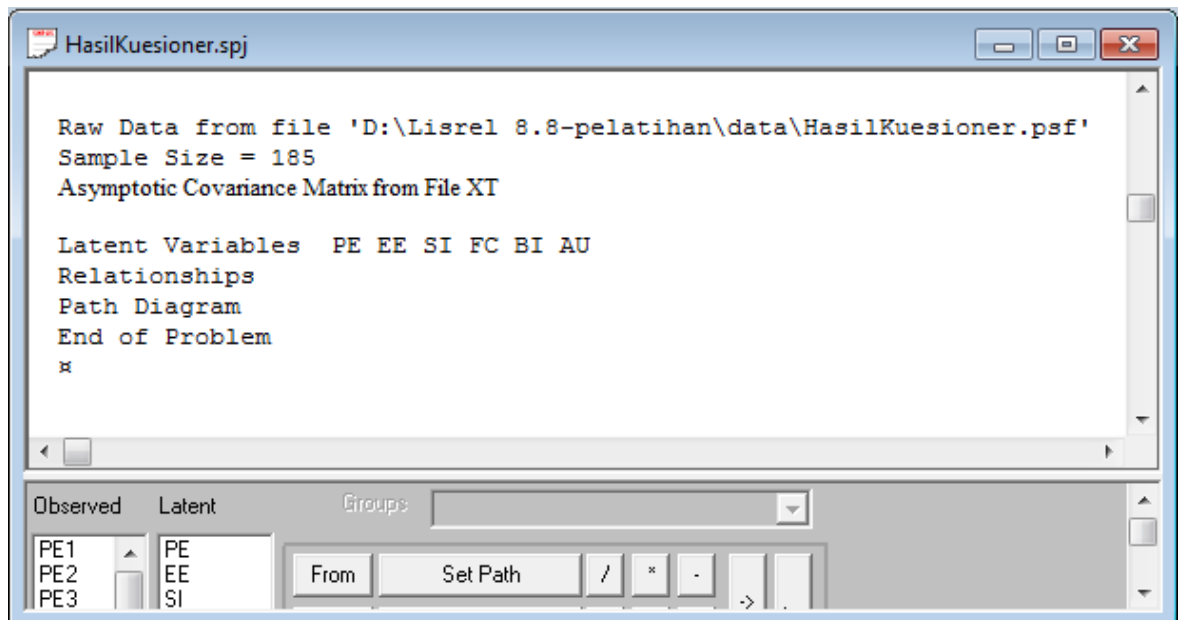 HasilKuesioner.spj
Raw Data from file 'D:\Lisrel 8.8-pelatihan\data\HasilKuesioner.psf'
Sample Size = 185
Asymptotic Covariance Matrix from File XT
Latent Variables PE EE SI FC BI AU
Relationships
Path Diagram
End of Problem
¤
Observed Latent Groups
PE1 PE
PE2 EE From Set Path / * - ->
PE3 SI